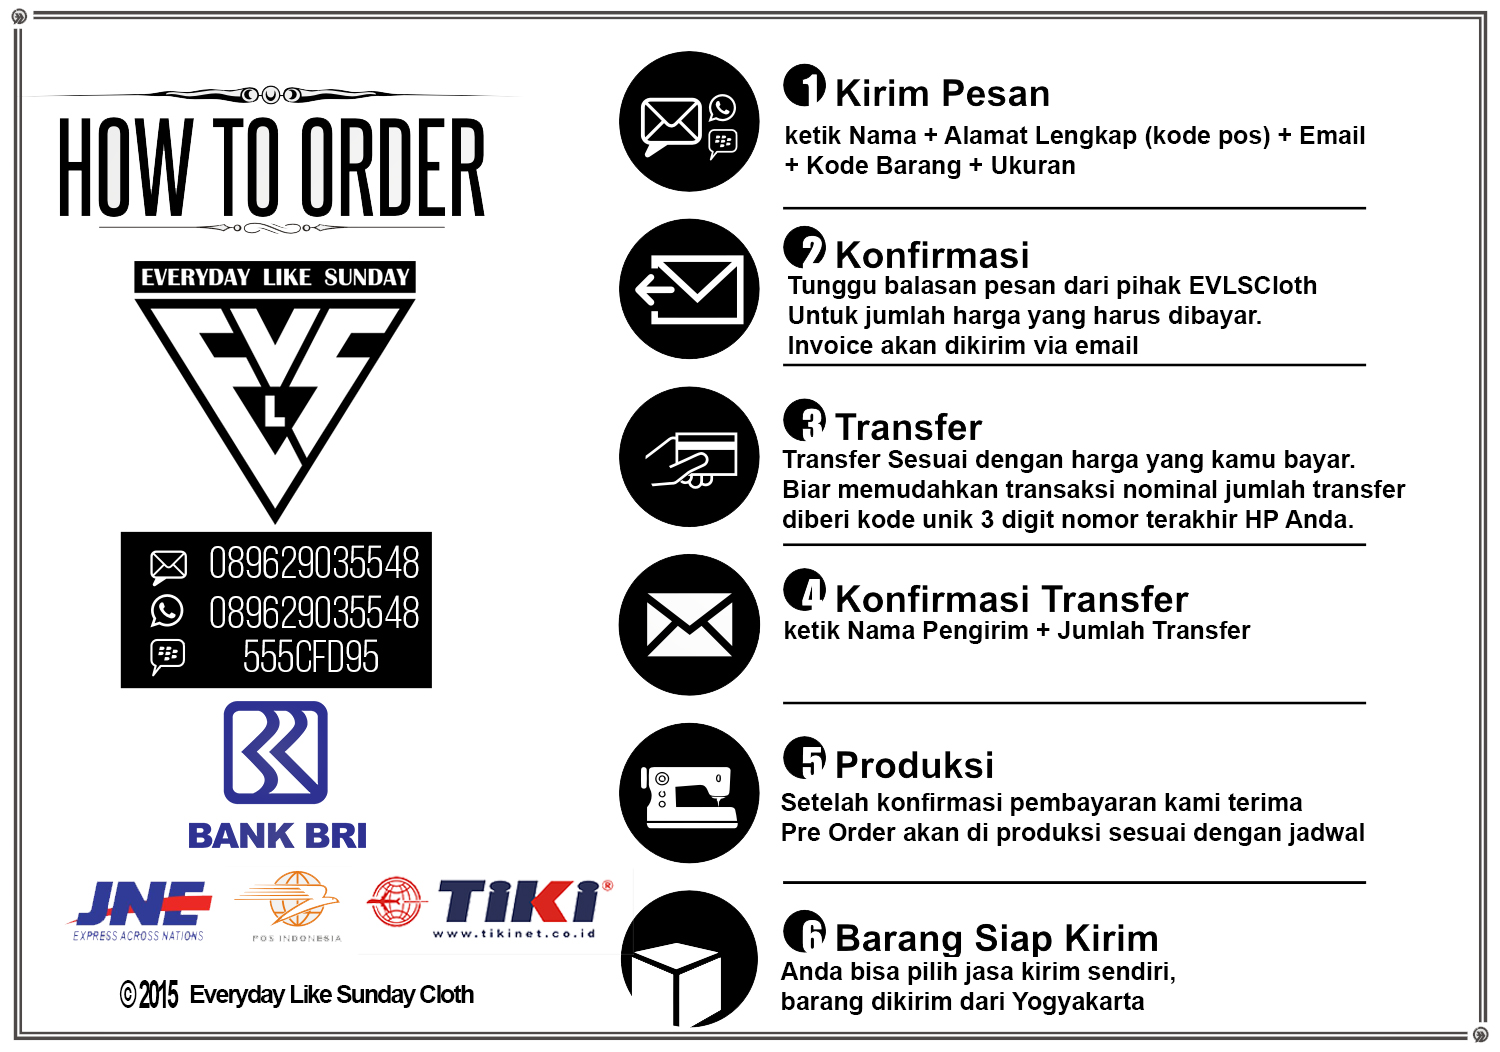 HOW TO ORDER
EVERYDAY LIKE SUNDAY
EVLS
089629035548
089629035548
555CFD95
BANK BRI
JNE
EXPRESS ACROSS NATIONS
POS INDONESIA
TIKI®
www.tikinet.co.id
© 2015 Everyday Like Sunday Cloth
1 Kirim Pesan
ketik Nama + Alamat Lengkap (kode pos) + Email
+ Kode Barang + Ukuran
2 Konfirmasi
Tunggu balasan pesan dari pihak EVLSCloth
Untuk jumlah harga yang harus dibayar.
Invoice akan dikirim via email
3 Transfer
Transfer Sesuai dengan harga yang kamu bayar.
Biar memudahkan transaksi nominal jumlah transfer
diberi kode unik 3 digit nomor terakhir HP Anda.
4 Konfirmasi Transfer
ketik Nama Pengirim + Jumlah Transfer
5 Produksi
Setelah konfirmasi pembayaran kami terima
Pre Order akan di produksi sesuai dengan jadwal
6 Barang Siap Kirim
Anda bisa pilih jasa kirim sendiri,
barang dikirim dari Yogyakarta